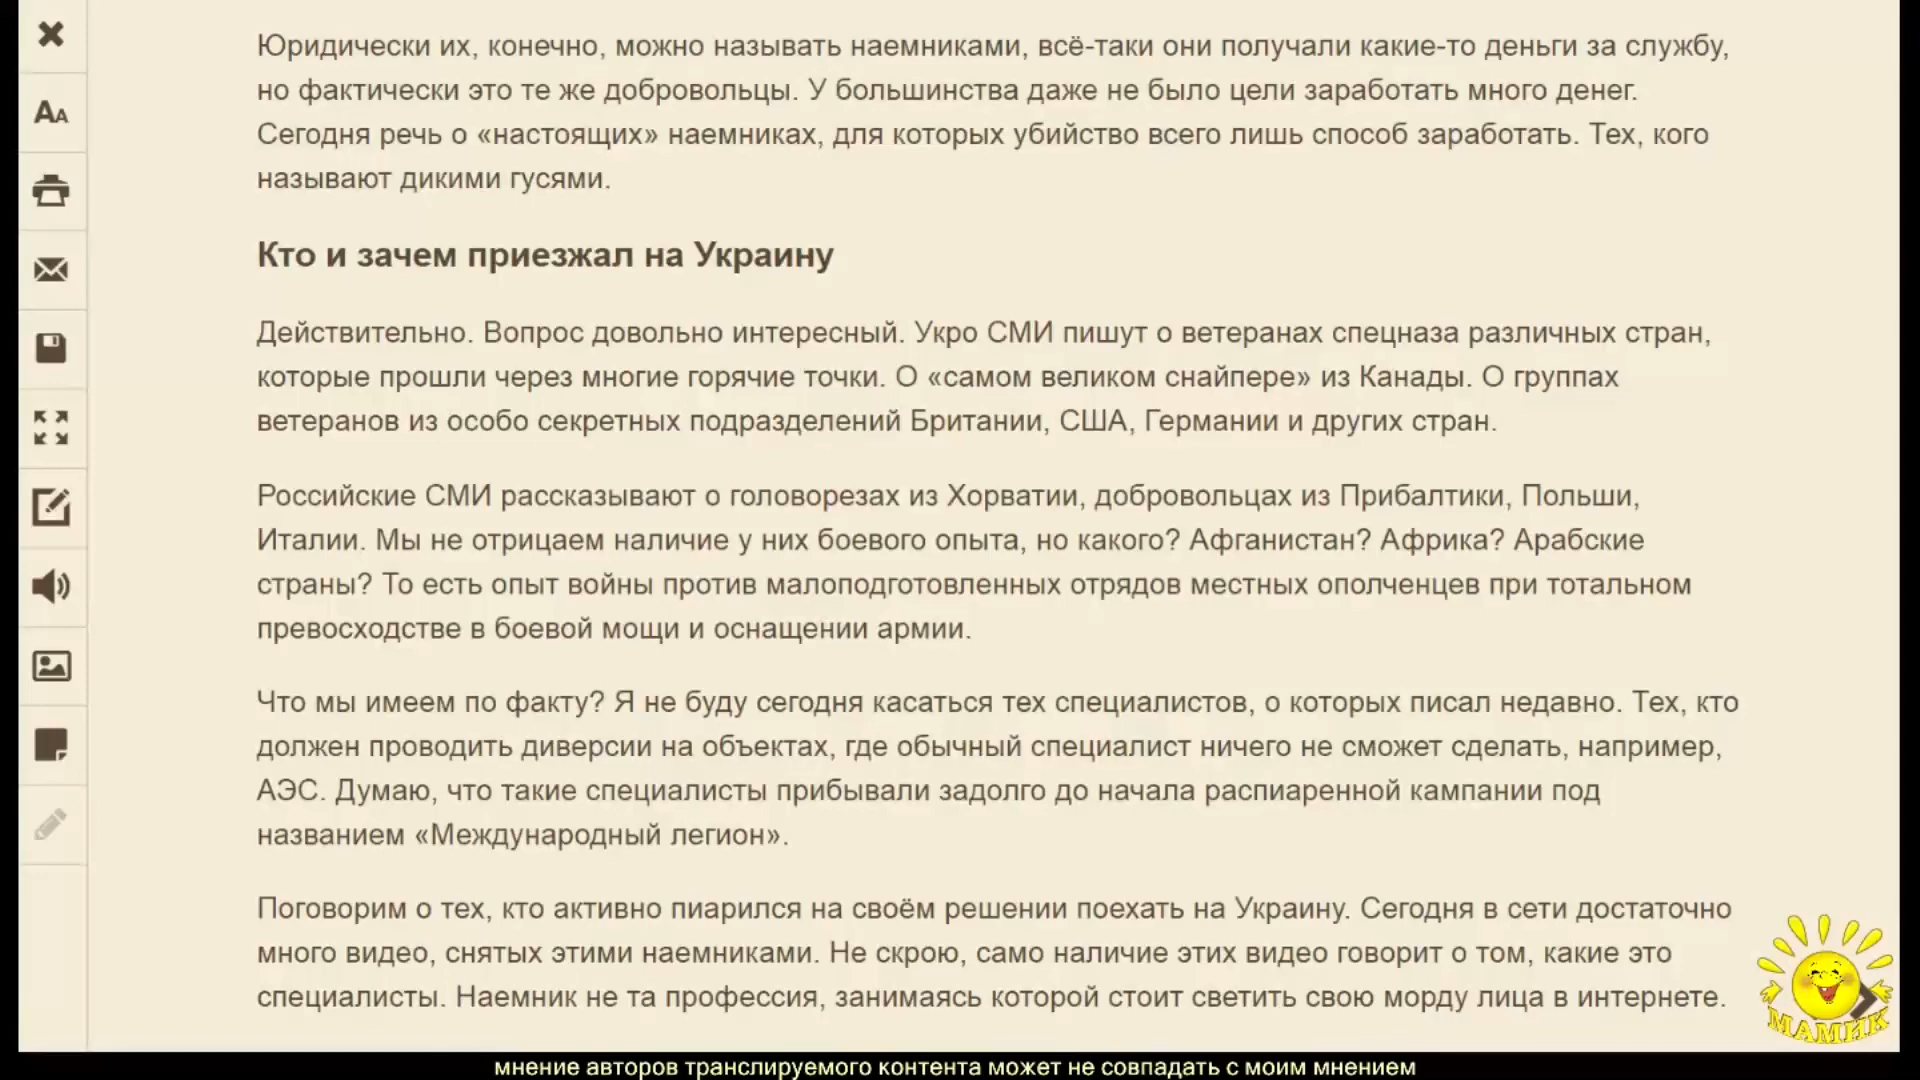 Юридически их, конечно, можно называть наемниками, всё-таки они получали какие-то деньги за службу,
но фактически это те же добровольцы. У большинства даже не было цели заработать много денег.
Сегодня речь о «настоящих» наемниках, для которых убийство всего лишь способ заработать. Тех, кого
называют дикими гусями.
Кто и зачем приезжал на Украину
Действительно. Вопрос довольно интересный. Укро СМИ пишут о ветеранах спецназа различных стран,
которые прошли через многие горячие точки. О «самом великом снайпере» из Канады. О группах
ветеранов из особо секретных подразделений Британии, США, Германии и других стран.
Российские СМИ рассказывают о головорезах из Хорватии, добровольцах из Прибалтики, Польши,
Италии. Мы не отрицаем наличие у них боевого опыта, но какого? Афганистан? Африка? Арабские
страны? То есть опыт войны против малоподготовленных отрядов местных ополченцев при тотальном
превосходстве в боевой мощи и оснащении армии.
Что мы имеем по факту? Я не буду сегодня касаться тех специалистов, о которых писал недавно. Тех, кто
должен проводить диверсии на объектах, где обычный специалист ничего не сможет сделать, например,
АЭС. Думаю, что такие специалисты прибывали задолго до начала распиаренной кампании под
названием «Международный легион».
Поговорим о тех, кто активно пиарился на своём решении поехать на Украину. Сегодня в сети достаточно
много видео, снятых этими наемниками. Не скрою, само наличие этих видео говорит о том, какие это
специалисты. Наемник не та профессия, занимаясь которой стоит светить свою морду лица в интернете.
МАМИК
мнение авторов транслируемого контента может не совпадать с моим мнением